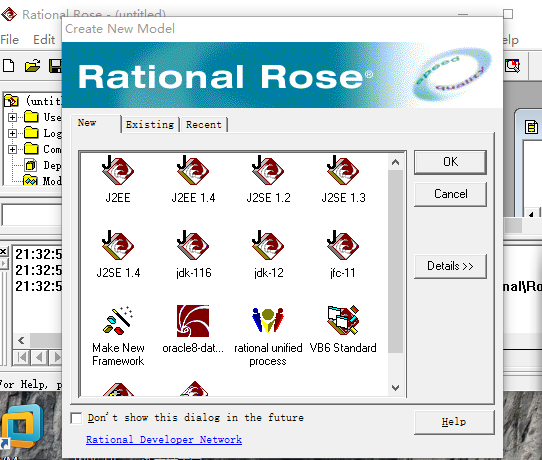 Rational Rose - (untitled)
Create New Model
File Edit
elp
Rational Rose®
speed
quality
New Existing Recent
(untit
Use
Log
Com
Dep
Mod
J2EE J2EE 1.4 J2SE 1.2 J2SE 1.3
OK
Cancel
J2SE 1.4 jdk-116 jdk-12 jfc-11
Details >>
21:32:5
21:32:5
21:32:5
nal\Ro
Make New Framework
oracle8-dat...
rational unified process
VB6 Standard
For Help, p
Don't show this dialog in the future
Help
Rational Developer Network